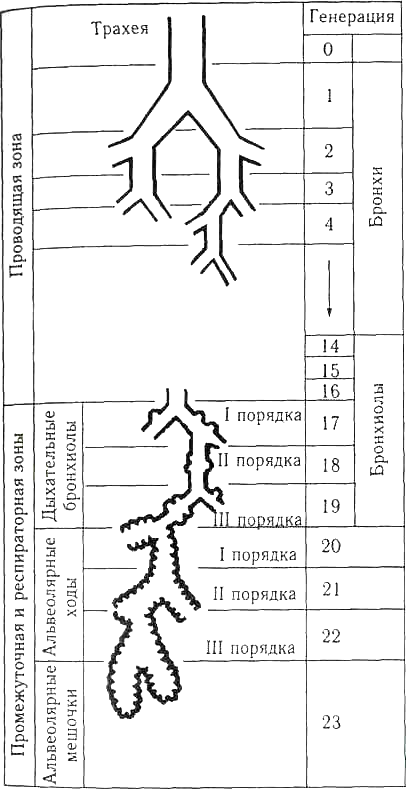 Трахея
Генерация
0
1
2
3
4
14
15
16
17
18
19
20
21
22
23
Бронхи
Бронхиолы
Проводящая зона
Промежуточная и респираторная зоны
Дыхательные
бронхиолы
I порядка
II порядка
III порядка
Альвеолярные
ходы
I порядка
II порядка
III порядка
Альвеолярные
мешочки